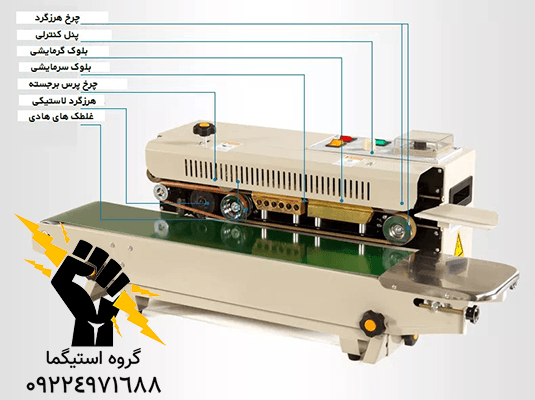 چرخ هرزگرد
پنل کنترلی
بلوک گرمایشی
بلوک سرمایشی
چرخ پرس برجسته
هرزگرد لاستیکی
غلطک های هادی
گروه استیگما
۰۹۲۲۴۹۷۱۶۸۸